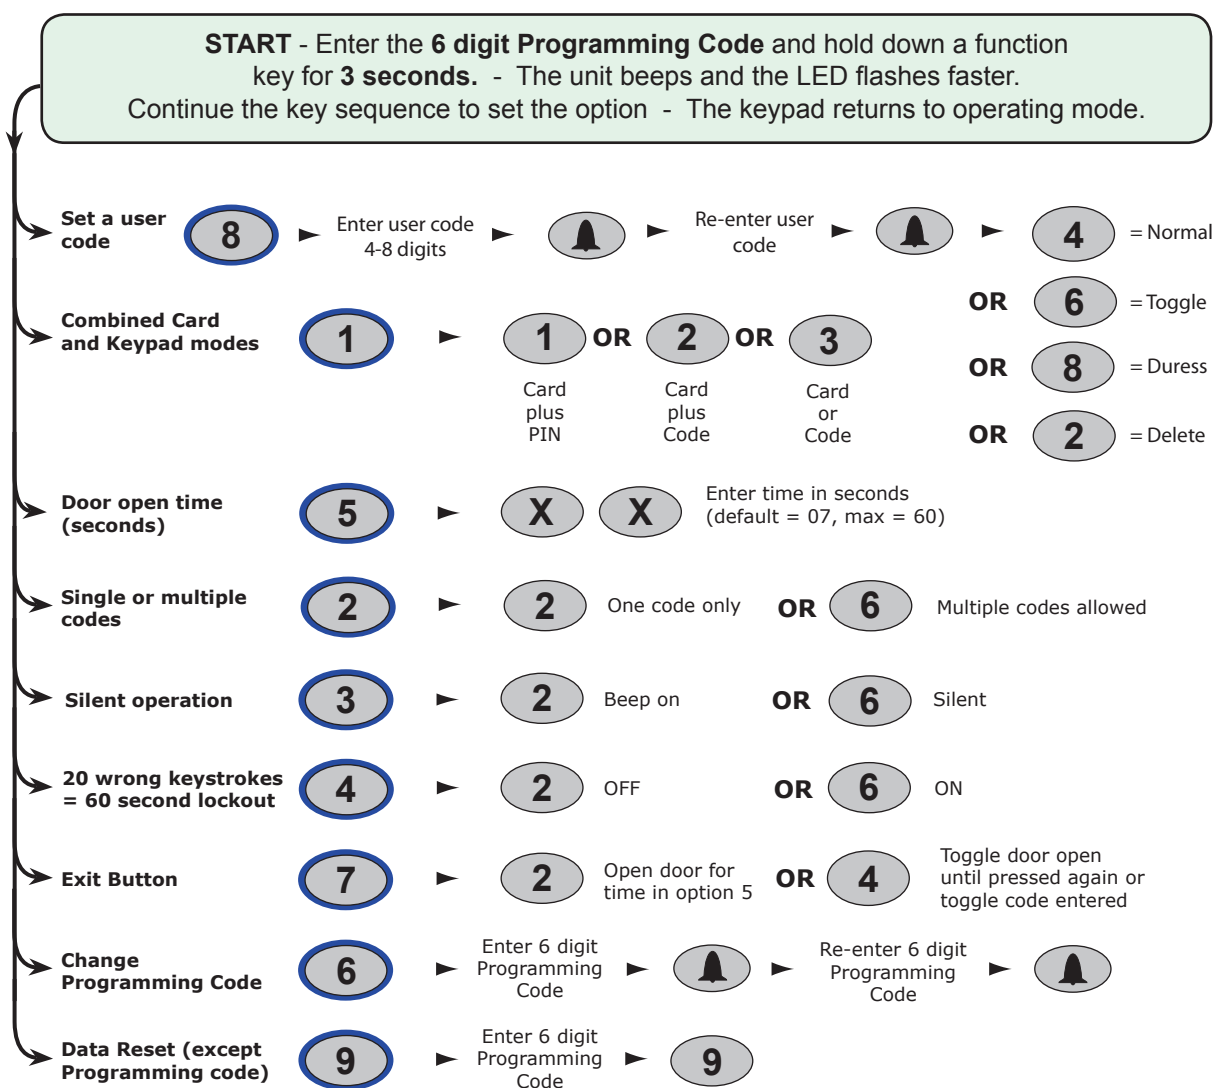 START - Enter the 6 digit Programming Code and hold down a function
key for 3 seconds. - The unit beeps and the LED flashes faster.
Continue the key sequence to set the option - The keypad returns to operating mode.
Set a user
code
8
Enter user code
4-8 digits
Re-enter user
code
4 = Normal
OR 6 = Toggle
OR 8 = Duress
OR 2 = Delete
Combined Card
and Keypad modes
1
1 OR 2 OR 3
Card
plus
PIN
Card
plus
Code
Card
or
Code
Door open time
(seconds)
5
X X
Enter time in seconds
(default = 07, max = 60)
Single or multiple
codes
2
2 One code only OR 6 Multiple codes allowed
Silent operation
3
2 Beep on OR 6 Silent
20 wrong keystrokes
= 60 second lockout
4
2 OFF OR 6 ON
Exit Button
7
2
Open door for
time in option 5
OR 4
Toggle door open
until pressed again or
toggle code entered
Change
Programming Code
6
Enter 6 digit
Programming
Code
Re-enter 6 digit
Programming
Code
Data Reset (except
Programming code)
9
Enter 6 digit
Programming
Code
9